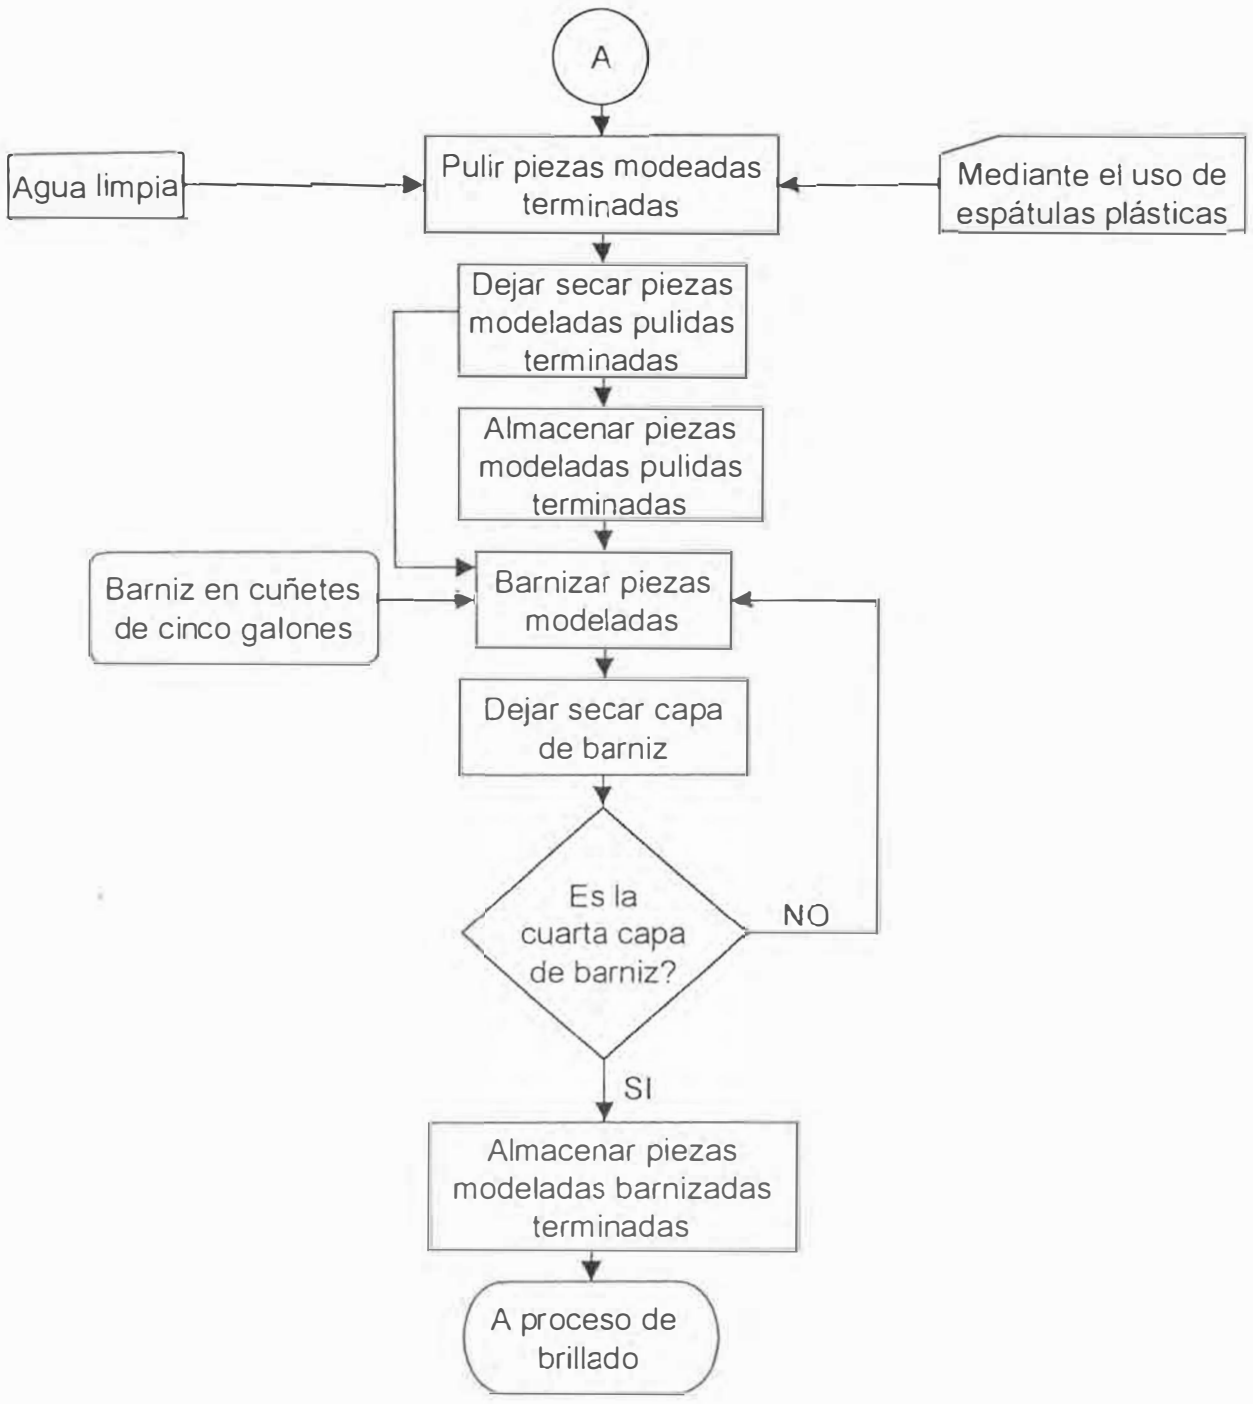 A
Agua limpia
Pulir piezas modeadas
terminadas
Mediante el uso de
espátulas plásticas
Dejar secar piezas
modeladas pulidas
terminadas
Almacenar piezas
modeladas pulidas
terminadas
Barniz en cuñetes
de cinco galones
Barnizar piezas
modeladas
Dejar secar capa
de barniz
Es la
cuarta capa
de barniz?
NO
SI
Almacenar piezas
modeladas barnizadas
terminadas
A proceso de
brillado